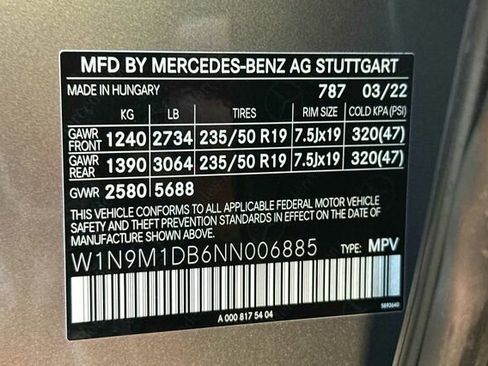 MFD BY MERCEDES-BENZ AG STUTTGART
MADE IN HUNGARY 787 03/22
KG LB TIRES RIM SIZE COLD KPA (PSI)
GAWR FRONT 1240 2734 235/50 R19 7.5Jx19 320(47)
GAWR REAR 1390 3064 235/50 R19 7.5Jx19 320(47)
GVWR 2580 5688
THIS VEHICLE CONFORMS TO ALL APPLICABLE FEDERAL MOTOR VEHICLE
SAFETY AND THEFT PREVENTION STANDARDS IN EFFECT ON THE DATE
OF MANUFACTURE SHOWN ABOVE.
W1N9M1DB6NN006885 TYPE: MPV
A 000 817 54 04